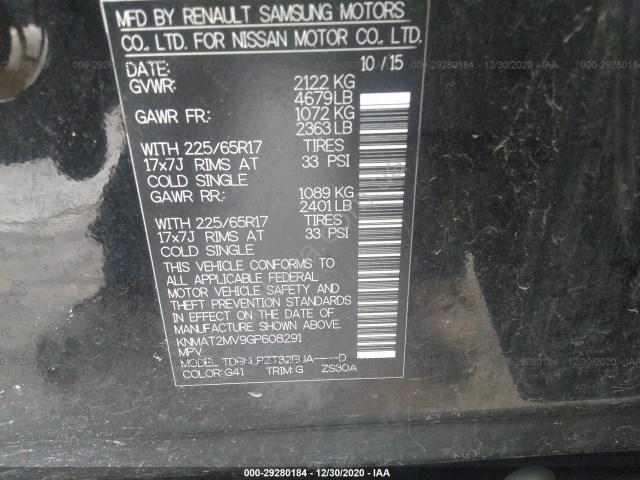 MFD BY RENAULT SAMSUNG MOTORS
CO., LTD. FOR NISSAN MOTOR CO., LTD.
DATE: 10/15
GVWR: 2122 KG
4679LB
GAWR FR: 1072 KG
2363 LB
WITH 225/65R17 TIRES
17x7J RIMS AT 33 PSI
COLD SINGLE
GAWR RR: 1089 KG
2401 LB
WITH 225/65R17 TIRES
17x7J RIMS AT 33 PSI
COLD SINGLE
THIS VEHICLE CONFORMS TO
ALL APPLICABLE FEDERAL
MOTOR VEHICLE SAFETY AND
THEFT PREVENTION STANDARDS
IN EFFECT ON THE DATE OF
MANUFACTURE SHOWN ABOVE.
KNMAT2MV9GP608291
MPV
MODEL
COLOR:G41 TRIM:G ZS30A
000-29280184 - 12/30/2020 - IAA